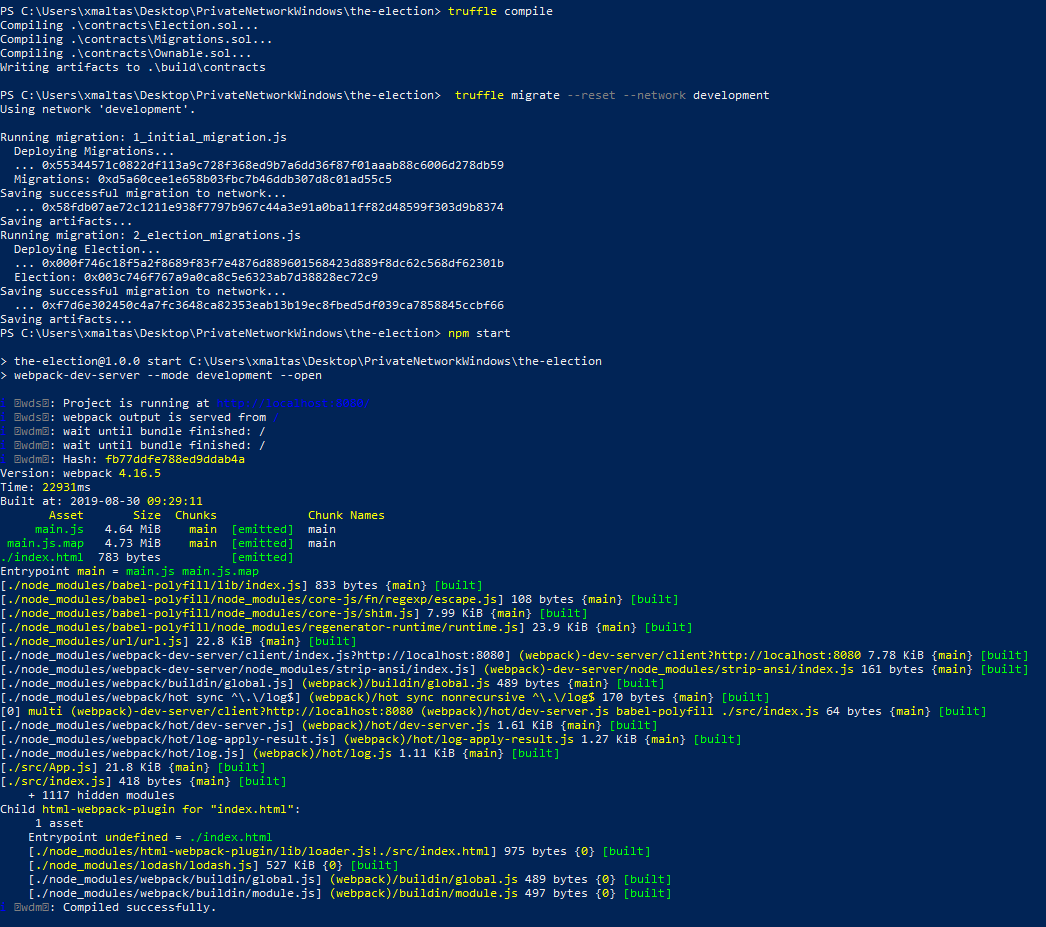 PS C:\Users\xmaltas\Desktop\PrivateNetworkWindows\the-election> truffle compile
Compiling .\contracts\Election.sol...
Compiling .\contracts\Migrations.sol...
Compiling .\contracts\Ownable.sol...
Writing artifacts to .\build\contracts
PS C:\Users\xmaltas\Desktop\PrivateNetworkWindows\the-election>  truffle migrate --reset --network development
Using network 'development'.
Running migration: 1_initial_migration.js
  Deploying Migrations...
  ... 0x55344571c0822df113a9c728f368ed9b7a6dd36f87f01aaab88c6006d278db59
  Migrations: 0xd5a60cee1e658b03fbc7b46ddb307d8c01ad55c5
Saving successful migration to network...
  ... 0x58fdb07ae72c1211e938f7797b967c44a3e91a0ba11ff82d48599f303d9b8374
Saving artifacts...
Running migration: 2_election_migrations.js
  Deploying Election...
  ... 0x000f746c18f5a2f8689f83f7e4876d889601568423d889f8dc62c568df62301b
  Election: 0x003c746f767a9a0ca8c5e6323ab7d38828ec72c9
Saving successful migration to network...
  ... 0xf7d6e302450c4a7fc3648ca82353eab13b19ec8fbed5df039ca7858845ccbf66
Saving artifacts...
PS C:\Users\xmaltas\Desktop\PrivateNetworkWindows\the-election> npm start
> the-election@1.0.0 start C:\Users\xmaltas\Desktop\PrivateNetworkWindows\the-election
> webpack-dev-server --mode development --open
wds: Project is running at http://localhost:8080/
wds: webpack output is served from /
wdm: wait until bundle finished: /
wdm: wait until bundle finished: /
wdm: Hash: fb77ddfe788ed9ddab4a
Version: webpack 4.16.5
Time: 22931ms
Built at: 2019-08-30 09:29:11
       Asset       Size  Chunks             Chunk Names
     main.js   4.64 MiB    main  [emitted]  main
 main.js.map   4.73 MiB    main  [emitted]  main
./index.html  783 bytes          [emitted]
Entrypoint main = main.js main.js.map
[./node_modules/babel-polyfill/lib/index.js] 833 bytes {main} [built]
[./node_modules/babel-polyfill/node_modules/core-js/fn/regexp/escape.js] 108 bytes {main} [built]
[./node_modules/babel-polyfill/node_modules/core-js/shim.js] 7.99 KiB {main} [built]
[./node_modules/babel-polyfill/node_modules/regenerator-runtime/runtime.js] 23.9 KiB {main} [built]
[./node_modules/url/url.js] 22.8 KiB {main} [built]
[./node_modules/webpack-dev-server/client/index.js?http://localhost:8080] (webpack)-dev-server/client?http://localhost:8080 7.78 KiB {main} [built]
[./node_modules/webpack-dev-server/node_modules/strip-ansi/index.js] (webpack)-dev-server/node_modules/strip-ansi/index.js 161 bytes {main} [built]
[./node_modules/webpack/buildin/global.js] (webpack)/buildin/global.js 489 bytes {main} [built]
[./node_modules/webpack/hot sync ^\.\/log$] (webpack)/hot sync nonrecursive ^\.\/log$ 170 bytes {main} [built]
[0] multi (webpack)-dev-server/client?http://localhost:8080 (webpack)/hot/dev-server.js babel-polyfill ./src/index.js 64 bytes {main} [built]
[./node_modules/webpack/hot/dev-server.js] (webpack)/hot/dev-server.js 1.61 KiB {main} [built]
[./node_modules/webpack/hot/log-apply-result.js] (webpack)/hot/log-apply-result.js 1.27 KiB {main} [built]
[./node_modules/webpack/hot/log.js] (webpack)/hot/log.js 1.11 KiB {main} [built]
[./src/App.js] 21.8 KiB {main} [built]
[./src/index.js] 418 bytes {main} [built]
    + 1117 hidden modules
Child html-webpack-plugin for "index.html":
     1 asset
    Entrypoint undefined = ./index.html
    [./node_modules/html-webpack-plugin/lib/loader.js!./src/index.html] 975 bytes {0} [built]
    [./node_modules/lodash/lodash.js] 527 KiB {0} [built]
    [./node_modules/webpack/buildin/global.js] (webpack)/buildin/global.js 489 bytes {0} [built]
    [./node_modules/webpack/buildin/module.js] (webpack)/buildin/module.js 497 bytes {0} [built]
wdm: Compiled successfully.